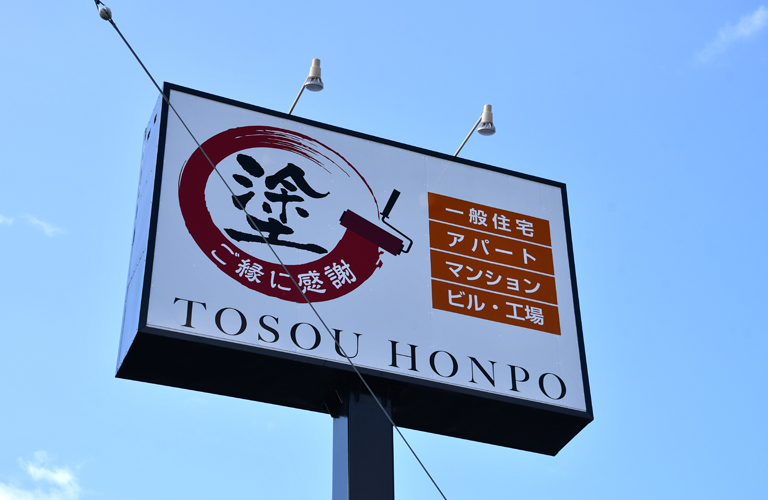 塗
ご縁に感謝
一般住宅
アパート
マンション
ビル・工場
TOSOU HONPO